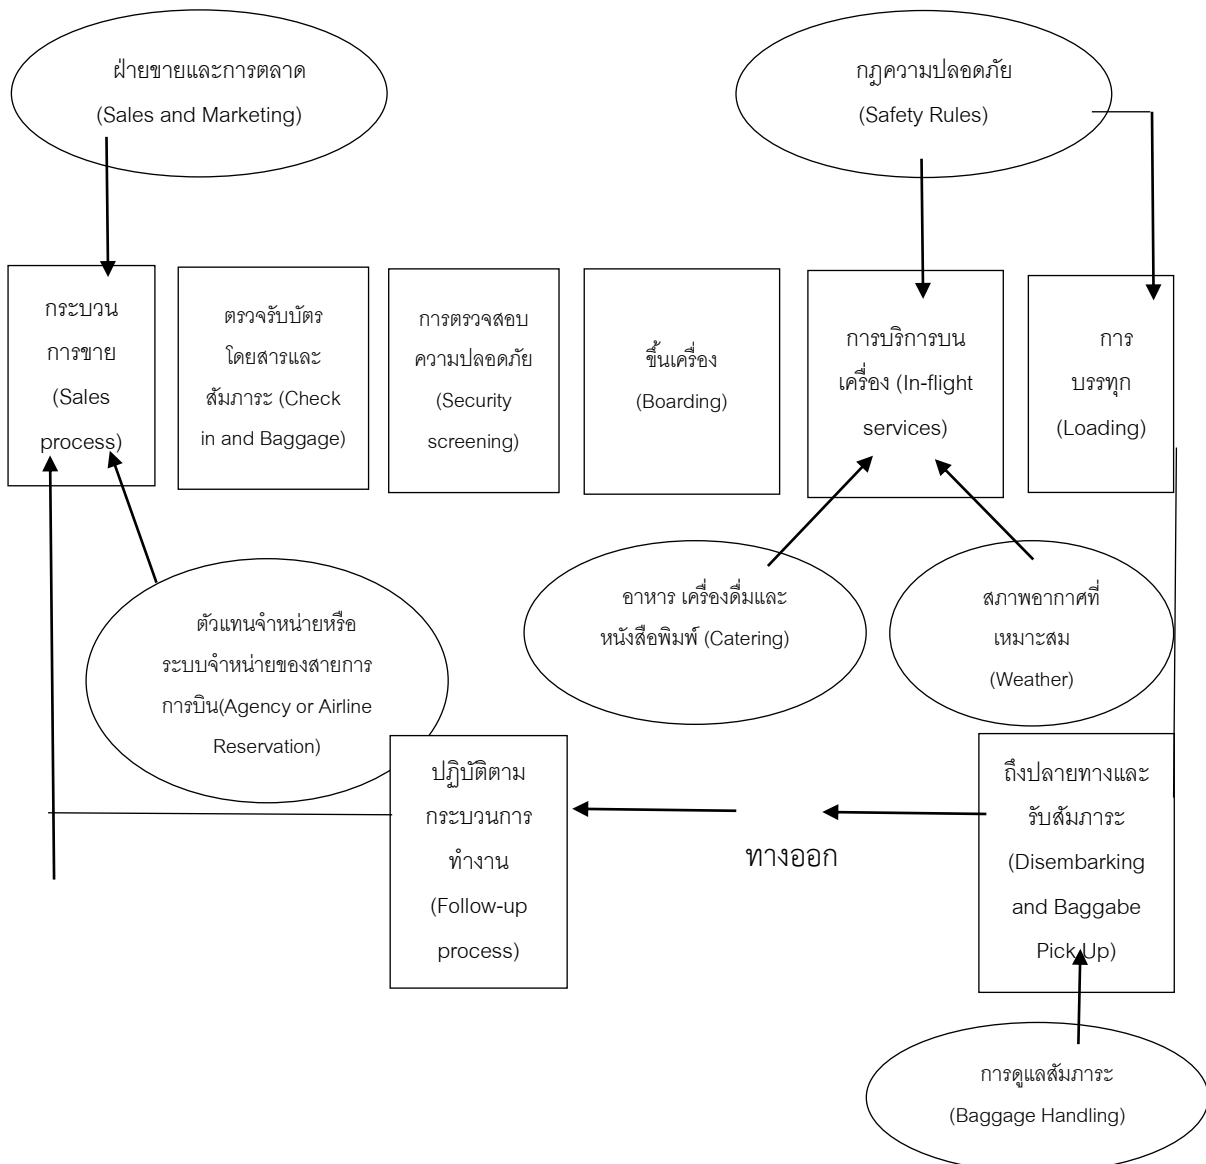 ฝ่ายขายและการตลาด
(Sales and Marketing)
กฎความปลอดภัย
(Safety Rules)
กระบวน
การขาย
(Sales
process)
ตรวจรับบัตร
โดยสารและ
สัมภาระ (Check
in and Baggage)
การตรวจสอบ
ความปลอดภัย
(Security
screening)
ขึ้นเครื่อง
(Boarding)
การบริการบน
เครื่อง (In-flight
services)
การ
บรรทุก
(Loading)
ตัวแทนจำหน่ายหรือ
ระบบจำหน่ายของสายการ
การบิน(Agency or Airline
Reservation)
อาหาร เครื่องดื่มและ
หนังสือพิมพ์ (Catering)
สภาพอากาศที่
เหมาะสม
(Weather)
ปฏิบัติตาม
กระบวนการ
ทำงาน
(Follow-up
process)
ทางออก
ถึงปลายทางและ
รับสัมภาระ
(Disembarking
and Baggabe
Pick Up)
การดูแลสัมภาระ
(Baggage Handling)